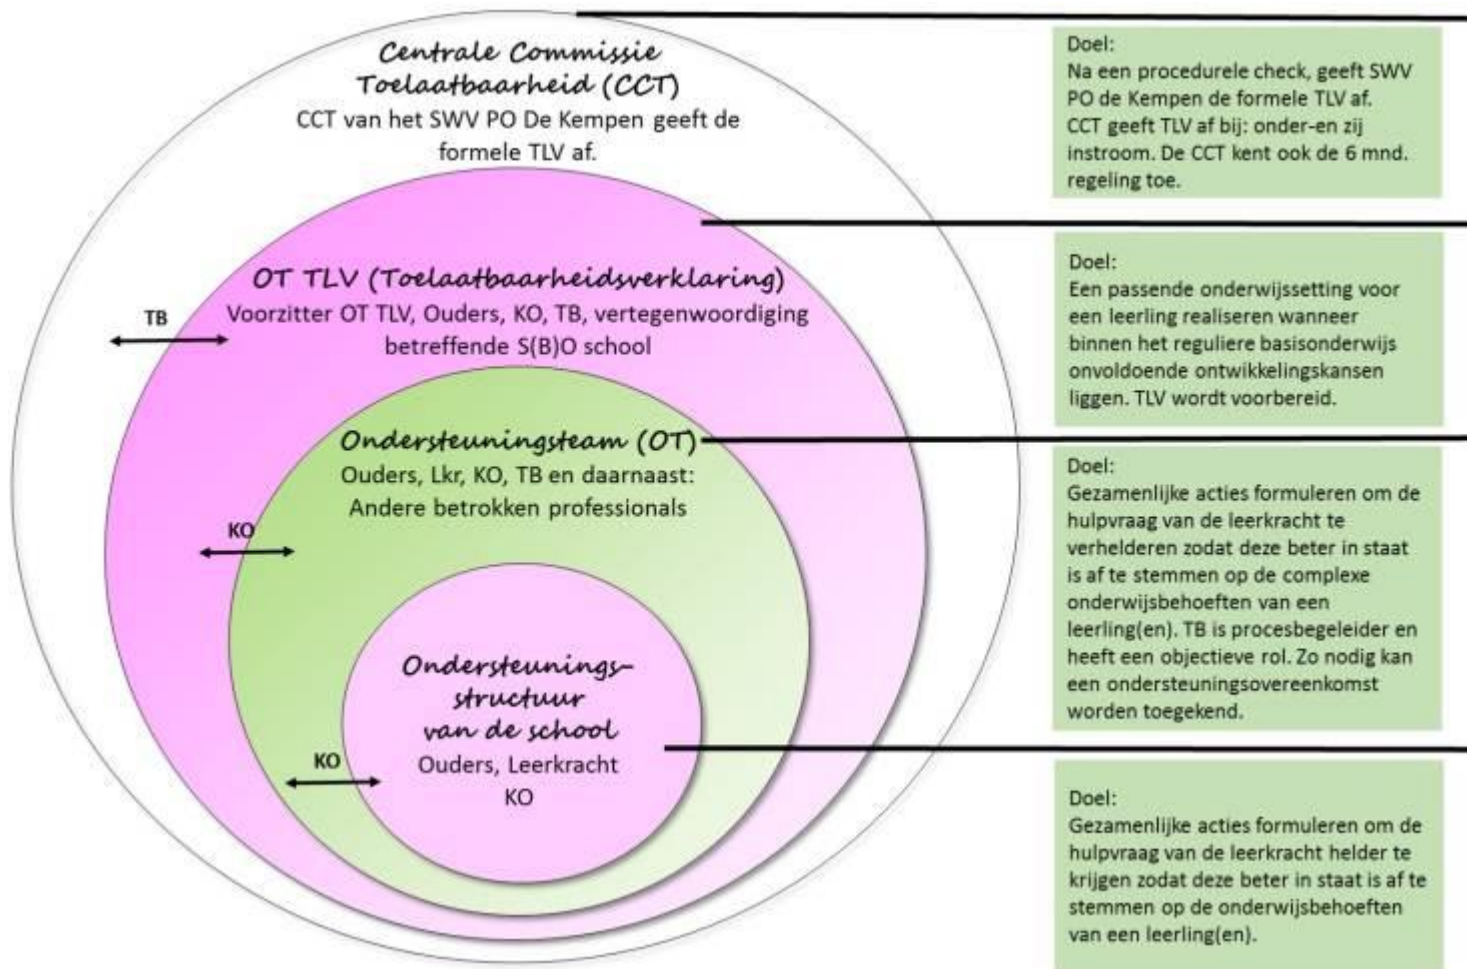 Centrale Commissie
Toelaatbaarheid (CCT)
CCT van het SWV PO De Kempen geeft de
formele TLV af.
OT TLV (Toelaatbaarheidsverklaring)
Voorzitter OT TLV, Ouders, KO, TB, vertegenwoordiging
betreffende S(B)O school
TB
Ondersteuningsteam (OT)
Ouders, Lkr, KO, TB en daarnaast:
Andere betrokken professionals
KO
Ondersteunings-
structuur
van de school
Ouders, Leerkracht
KO
KO
Doel:
Na een procedurele check, geeft SWV
PO de Kempen de formele TLV af.
CCT geeft TLV af bij: onder-en zij
instroom. De CCT kent ook de 6 mnd.
regeling toe.
Doel:
Een passende onderwijssetting voor
een leerling realiseren wanneer
binnen het reguliere basisonderwijs
onvoldoende ontwikkelingskansen
liggen. TLV wordt voorbereid.
Doel:
Gezamenlijke acties formuleren om de
hulpvraag van de leerkracht te
verhelderen zodat deze beter in staat
is af te stemmen op de complexe
onderwijsbehoeften van een
leerling(en). TB is procesbegeleider en
heeft een objectieve rol. Zo nodig kan
een ondersteuningsovereenkomst
worden toegekend.
Doel:
Gezamenlijke acties formuleren om de
hulpvraag van de leerkracht helder te
krijgen zodat deze beter in staat is af te
stemmen op de onderwijsbehoeften
van een leerling(en).